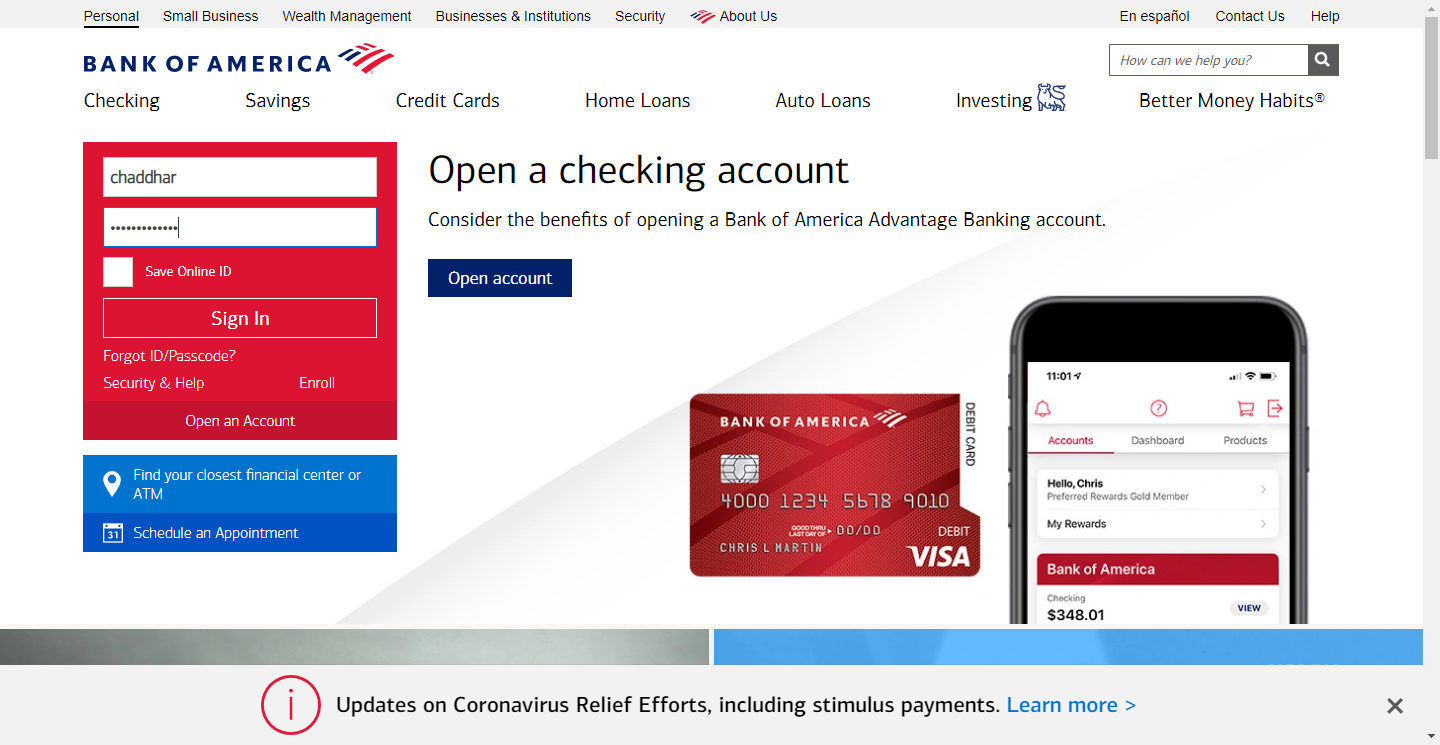 Personal Small Business Wealth Management Businesses & Institutions Security About Us En español Contact Us Help
BANK OF AMERICA
How can we help you?
Checking Savings Credit Cards Home Loans Auto Loans Investing Better Money Habits®
chaddhar
•••••••••••••
Save Online ID
Sign In
Forgot ID/Passcode?
Security & Help Enroll
Open an Account
Find your closest financial center or
ATM
31 Schedule an Appointment
Open a checking account
Consider the benefits of opening a Bank of America Advantage Banking account.
Open account
BANK OF AMERICA
DEBIT CARD
4000 1234 5678 9010
GOOD THRU
LAST DAY OF 00/00
DEBIT
CHRIS L MARTIN
VISA
11:01
Accounts Dashboard Products
Hello, Chris
Preferred Rewards Gold Member
My Rewards
Bank of America
Checking
$348.01
VIEW
Updates on Coronavirus Relief Efforts, including stimulus payments. Learn more >